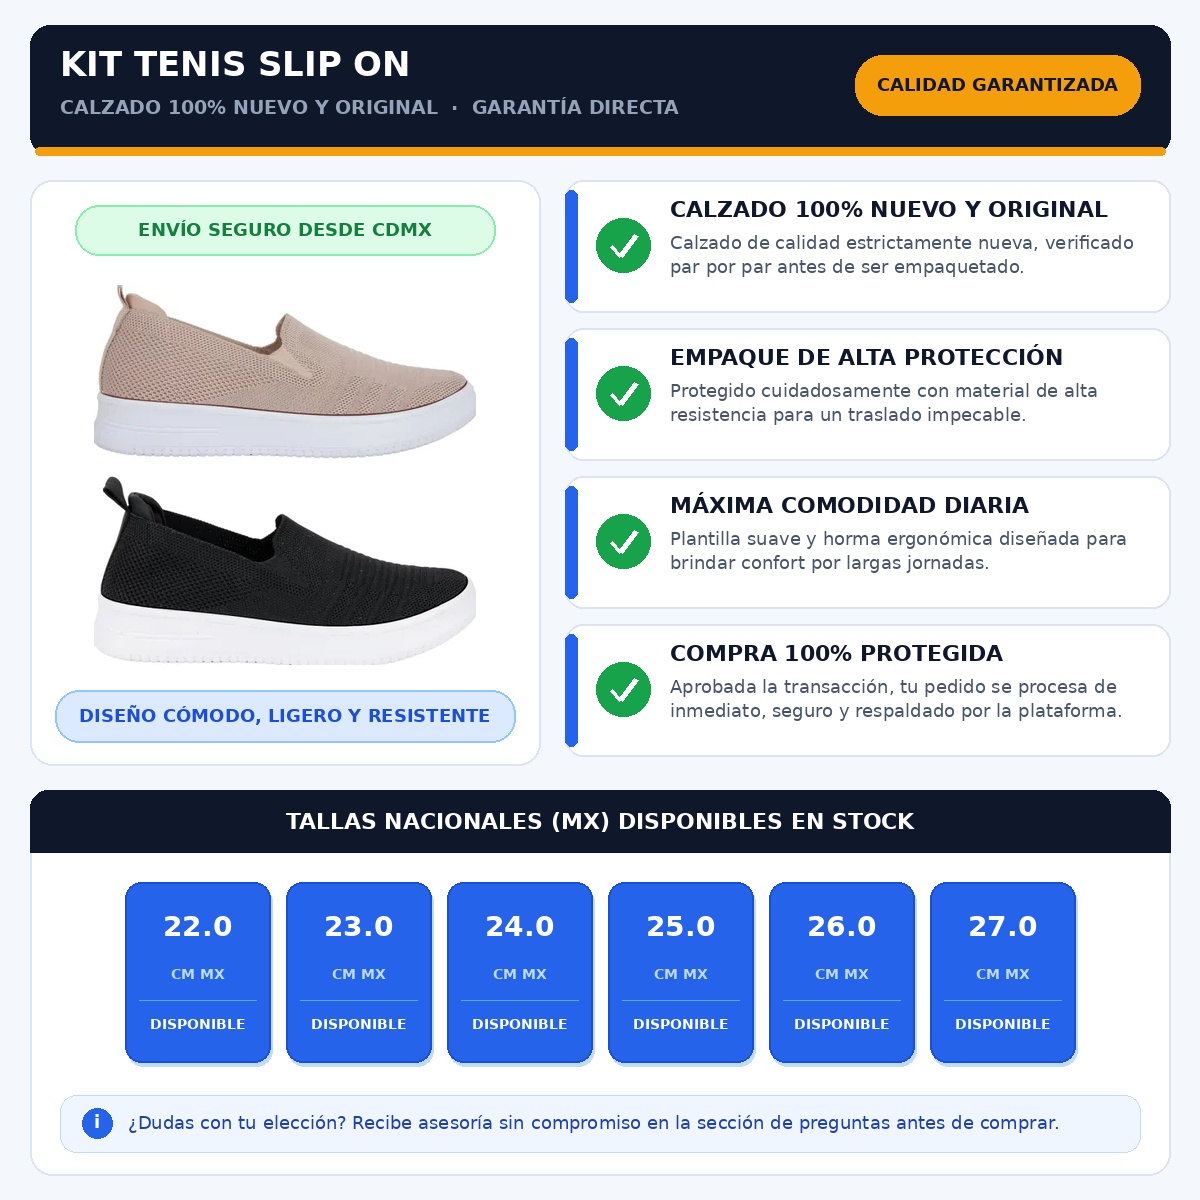 KIT TENIS SLIP ON
CALZADO 100% NUEVO Y ORIGINAL · GARANTÍA DIRECTA
CALIDAD GARANTIZADA
ENVÍO SEGURO DESDE CDMX
DISEÑO CÓMODO, LIGERO Y RESISTENTE
CALZADO 100% NUEVO Y ORIGINAL
Calzado de calidad estrictamente nueva, verificado
par por par antes de ser empaquetado.
EMPAQUE DE ALTA PROTECCIÓN
Protegido cuidadosamente con material de alta
resistencia para un traslado impecable.
MÁXIMA COMODIDAD DIARIA
Plantilla suave y horma ergonómica diseñada para
brindar confort por largas jornadas.
COMPRA 100% PROTEGIDA
Aprobada la transacción, tu pedido se procesa de
inmediato, seguro y respaldado por la plataforma.
TALLAS NACIONALES (MX) DISPONIBLES EN STOCK
22.0
CM MX
DISPONIBLE
23.0
CM MX
DISPONIBLE
24.0
CM MX
DISPONIBLE
25.0
CM MX
DISPONIBLE
26.0
CM MX
DISPONIBLE
27.0
CM MX
DISPONIBLE
i ¿Dudas con tu elección? Recibe asesoría sin compromiso en la sección de preguntas antes de comprar.